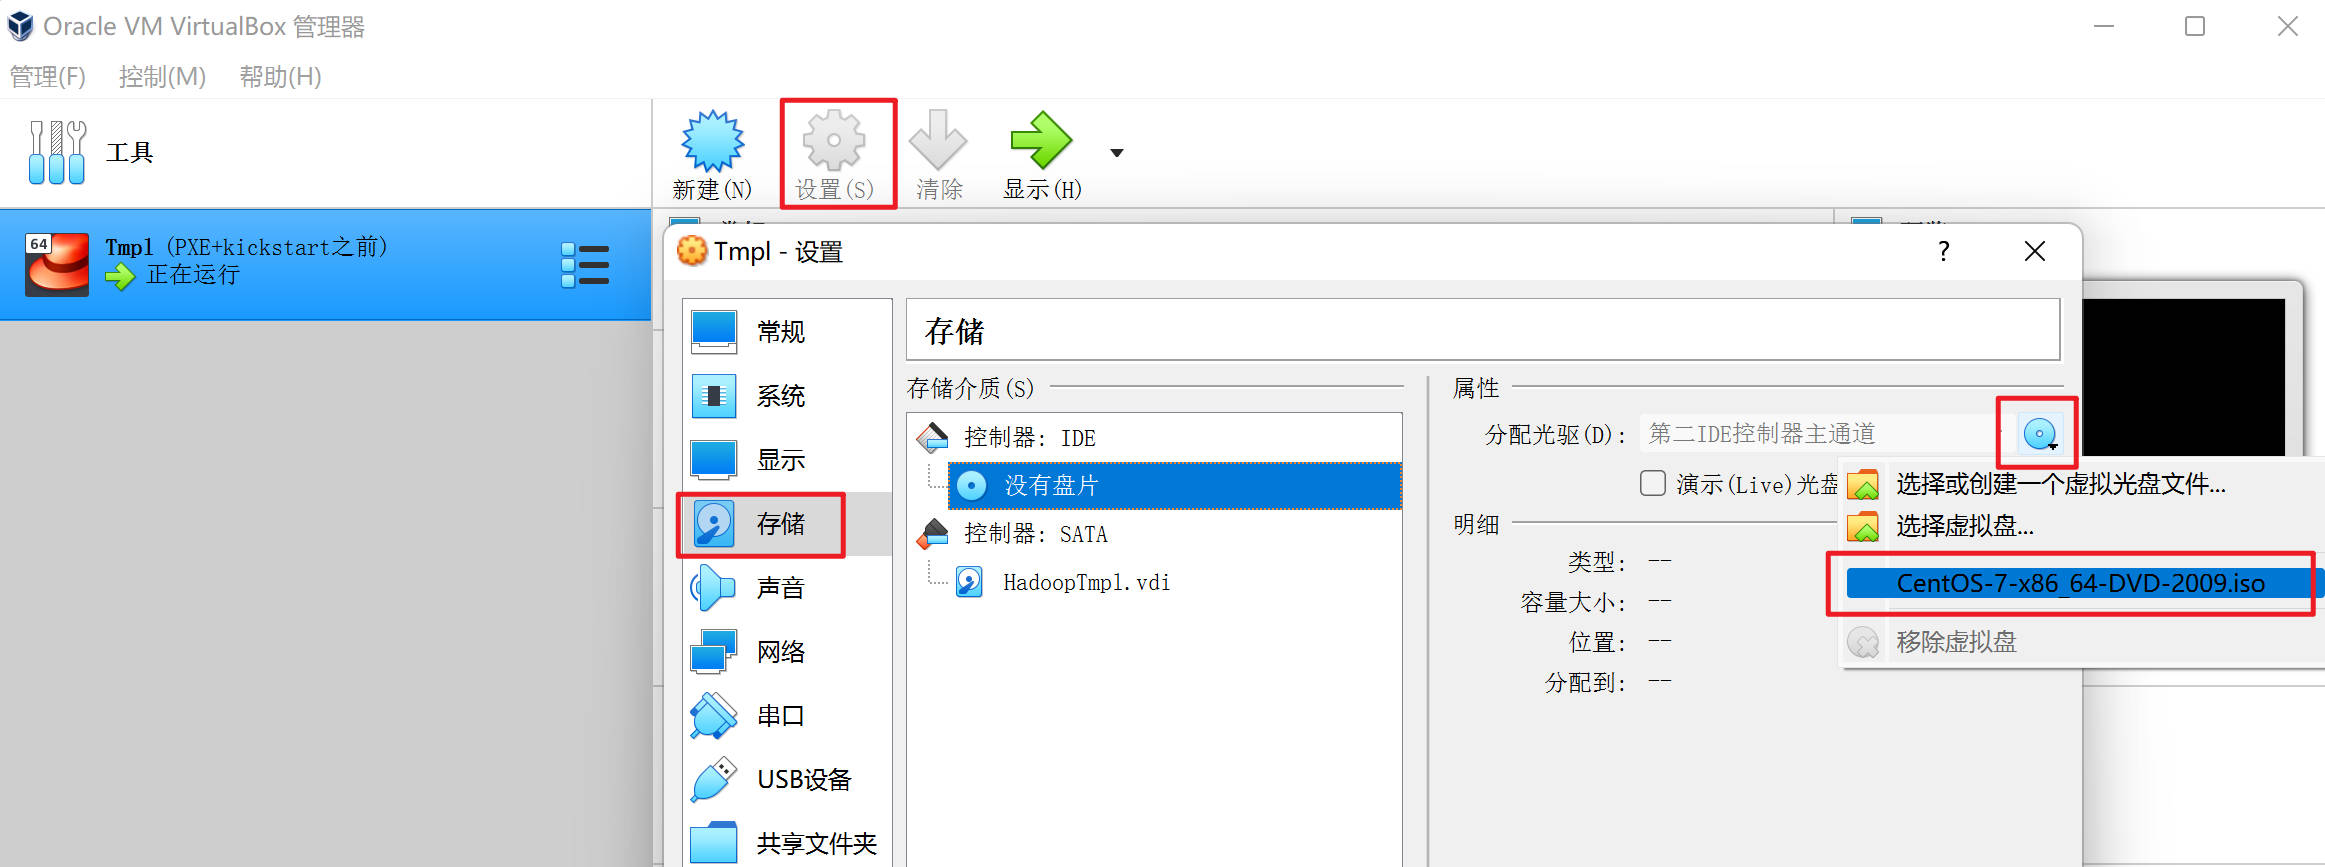 Oracle VM VirtualBox 管理器
管理(F) 控制(M) 帮助(H)
工具
新建(N) 设置(S) 清除 显示(H)
64
Tmpl (PXE+kickstart之前)
正在运行
Tmpl - 设置
?
常规
系统
显示
存储
声音
网络
串口
USB设备
共享文件夹
存储
存储介质(S)
控制器: IDE
没有盘片
控制器: SATA
HadoopTmpl.vdi
属性
分配光驱(D): 第二IDE控制器主通道
演示(Live)光盘
明细
类型: --
容量大小: --
位置: --
分配到: --
选择或创建一个虚拟光盘文件...
选择虚拟盘...
CentOS-7-x86_64-DVD-2009.iso
移除虚拟盘